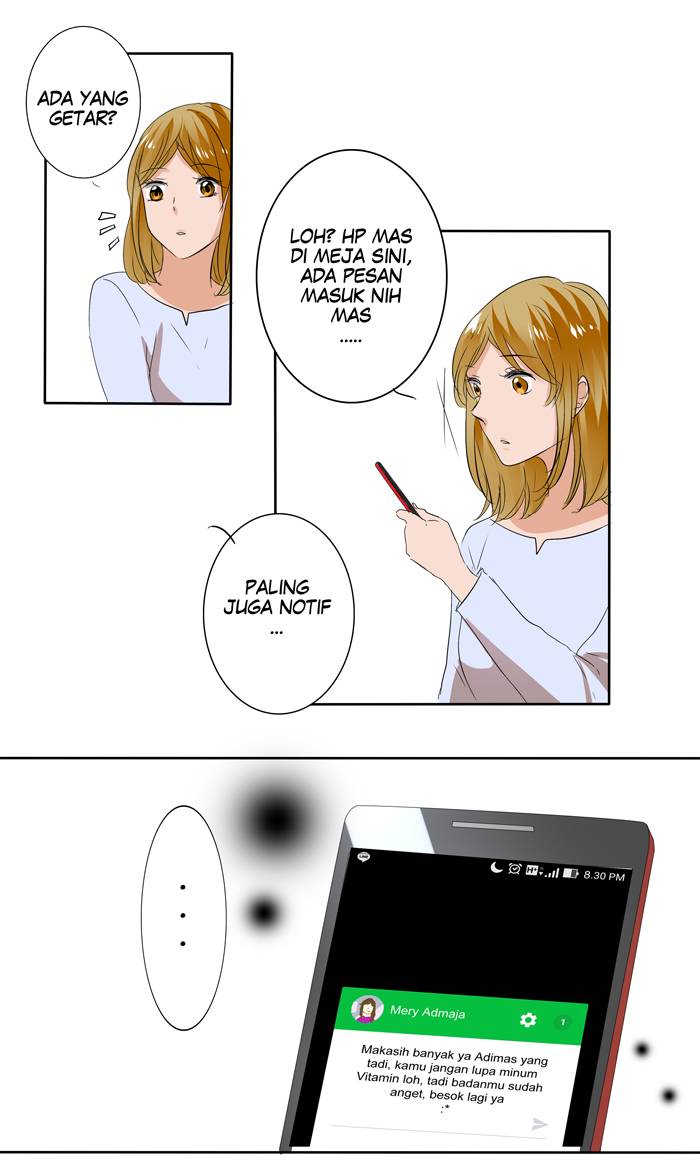 ADA YANG
GETAR?
LOH? HP MAS
DI MEJA SINI,
ADA PESAN
MASUK NIH
MAS
.....
PALING
JUGA NOTIF
...
...
LINE
H+
8.30 PM
Mery Admaja
1
Makasih banyak ya Adimas yang
tadi, kamu jangan lupa minum
Vitamin loh, tadi badanmu sudah
anget, besok lagi ya
:*